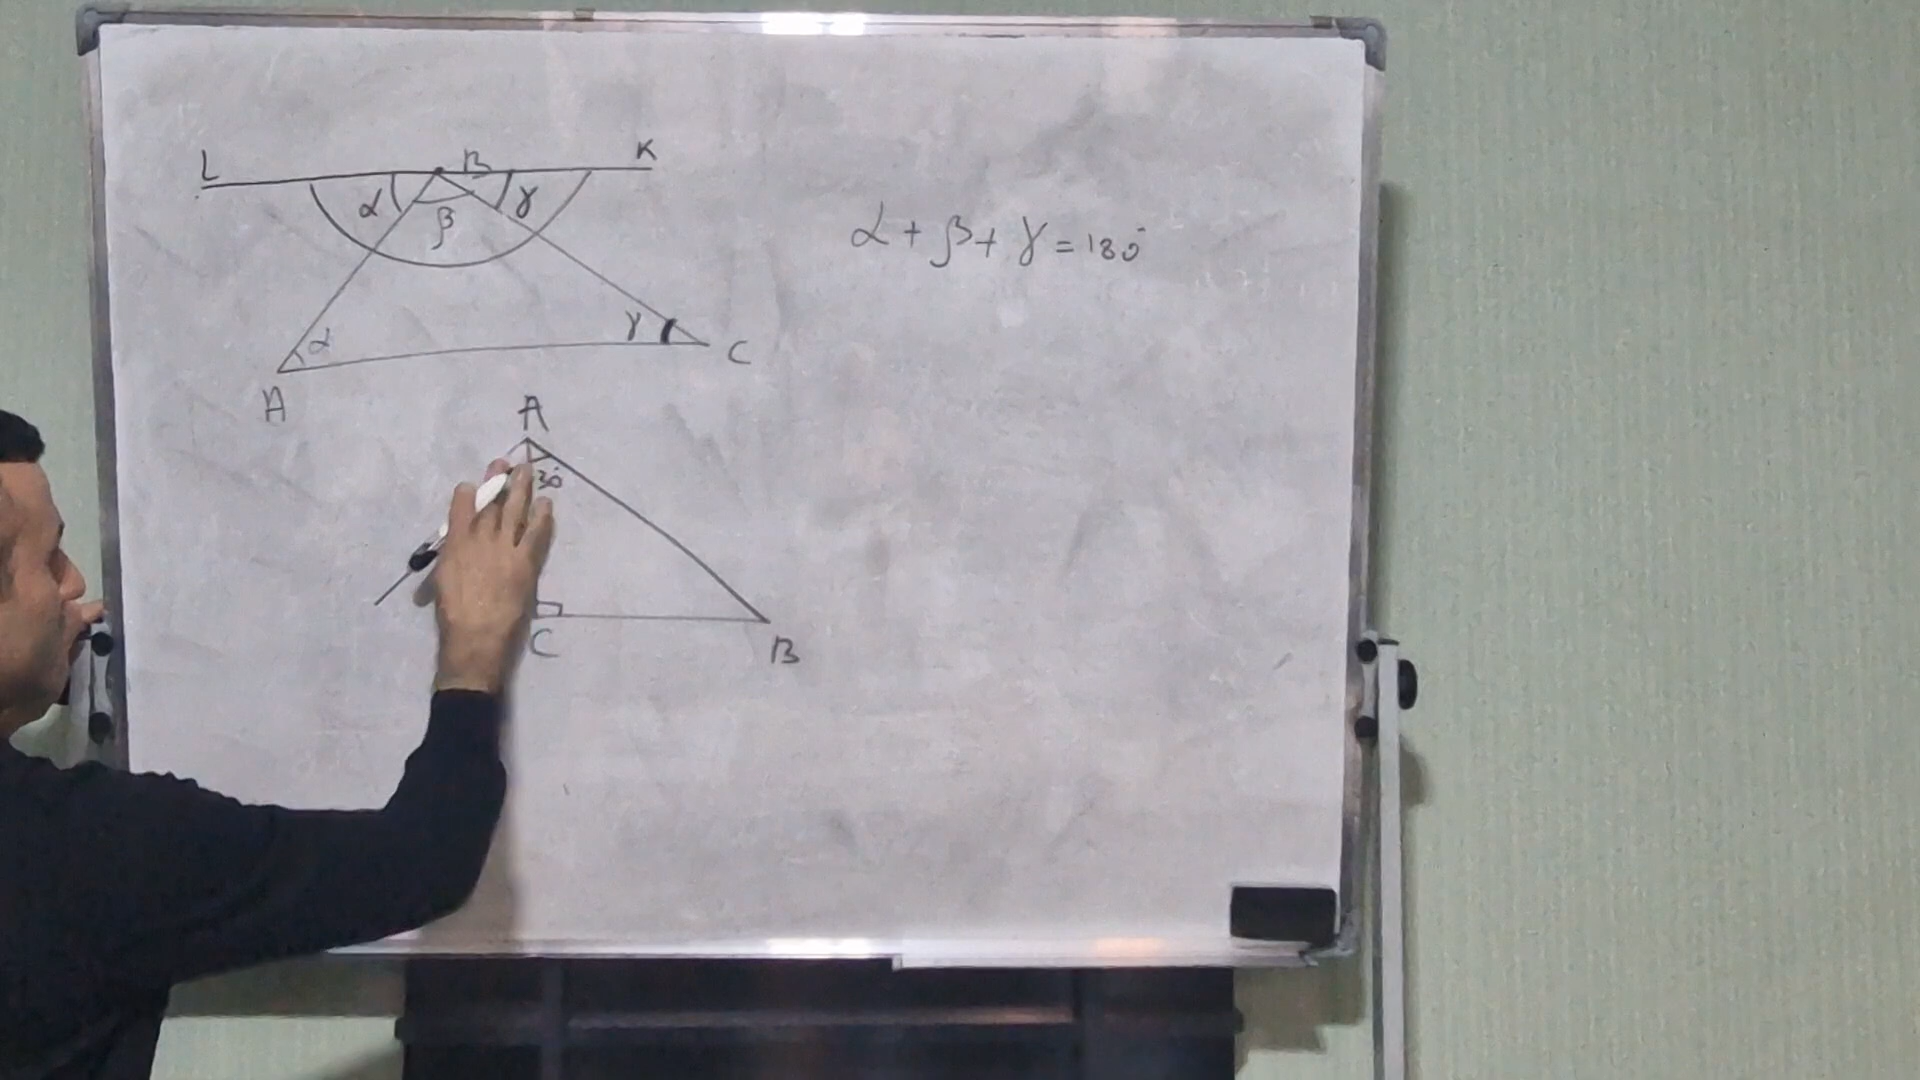 L B K
α β γ
α + β + γ = 180°
α γ
A C
A
30°
C B